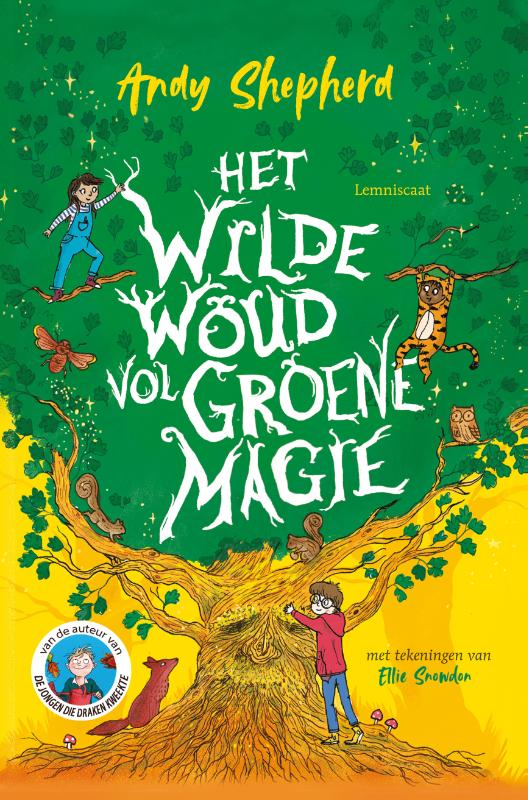 Andy Shepherd
HET
WILDE
Lemniscaat
WOUD
VOL GROENE
MAGIE
met tekeningen van
Ellie Snowdon
van de auteur van
DE JONGEN DIE DRAKEN KWEEKTE